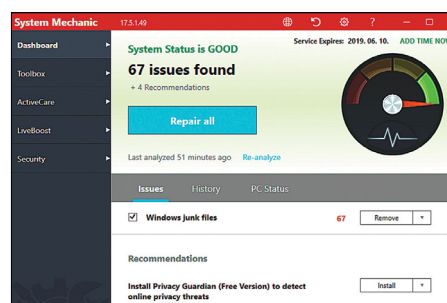 System Mechanic 17.5.1.49 ?
Dashboard
Toolbox
ActiveCare
LiveBoost
Security
System Status is GOOD
Service Expires: 2019. 06. 10. ADD TIME NOW
67 issues found
+ 4 Recommendations
Repair all
Last analyzed 51 minutes ago Re-analyze
Issues History PC Status
Windows junk files 67 Remove
Recommendations
Install Privacy Guardian (Free Version) to detect Install
online privacy threats